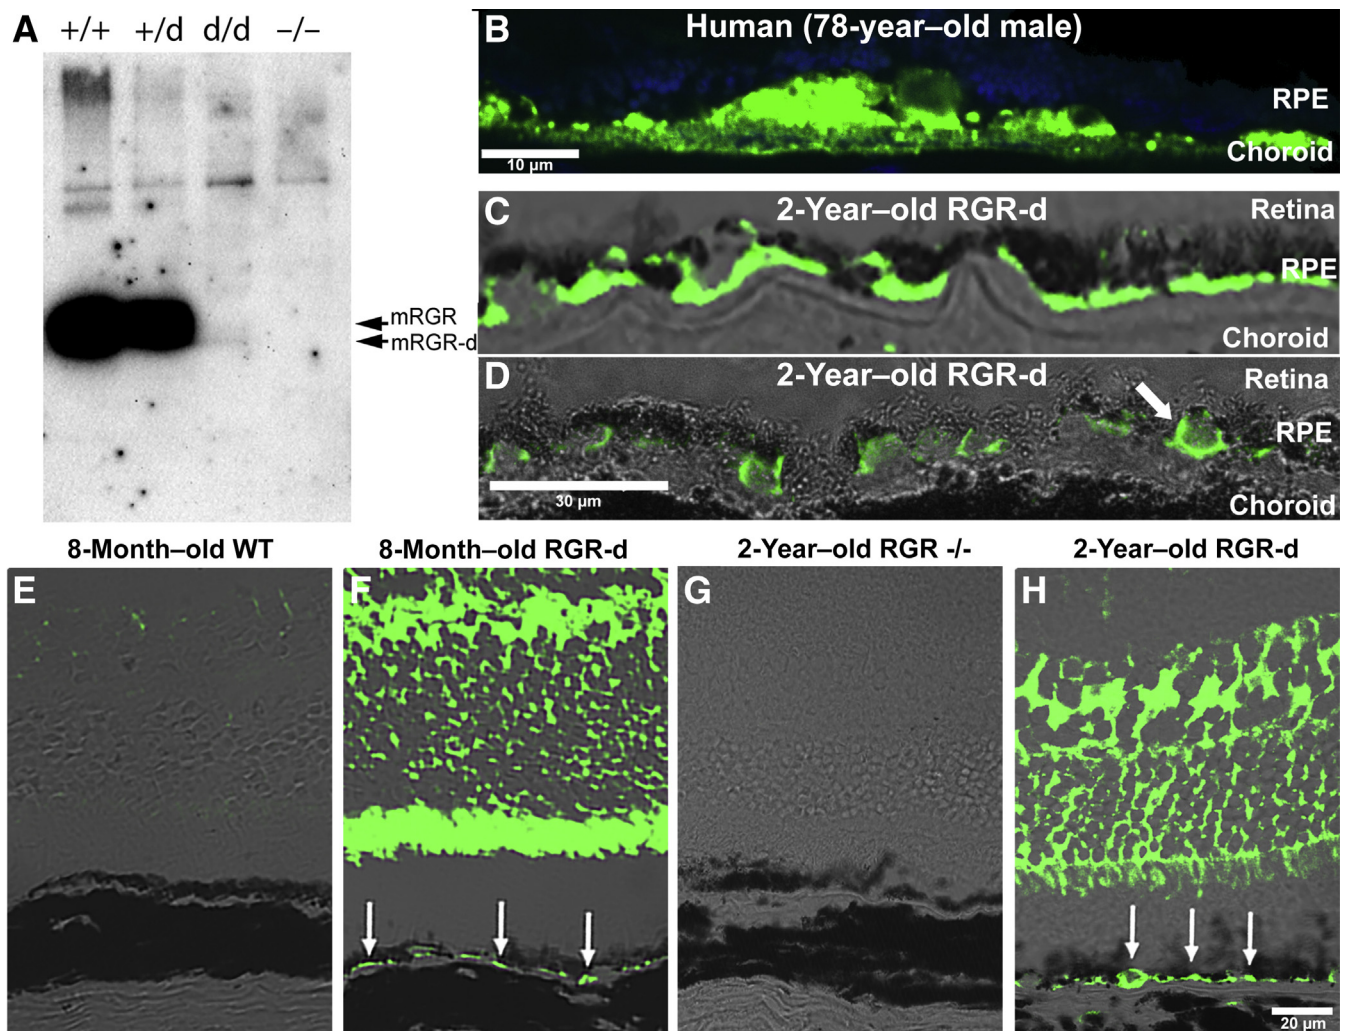 A
+/+ +/d d/d –/–
mRGR
mRGR-d
B
Human (78-year–old male)
RPE
Choroid
10 µm
C
2-Year–old RGR-d
Retina
RPE
Choroid
D
2-Year–old RGR-d
Retina
RPE
Choroid
30 µm
8-Month–old WT
E
8-Month–old RGR-d
F
2-Year–old RGR -/-
G
2-Year–old RGR-d
H
20 µm